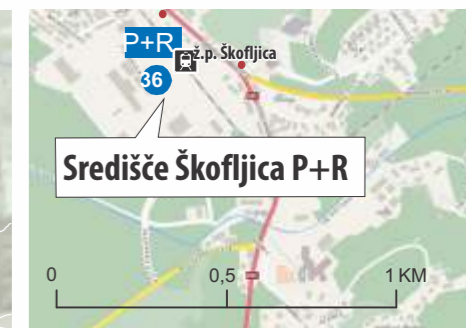 P+R
ž.p. Škofljica
36
Središče Škofljica P+R
0 0,5 1 KM